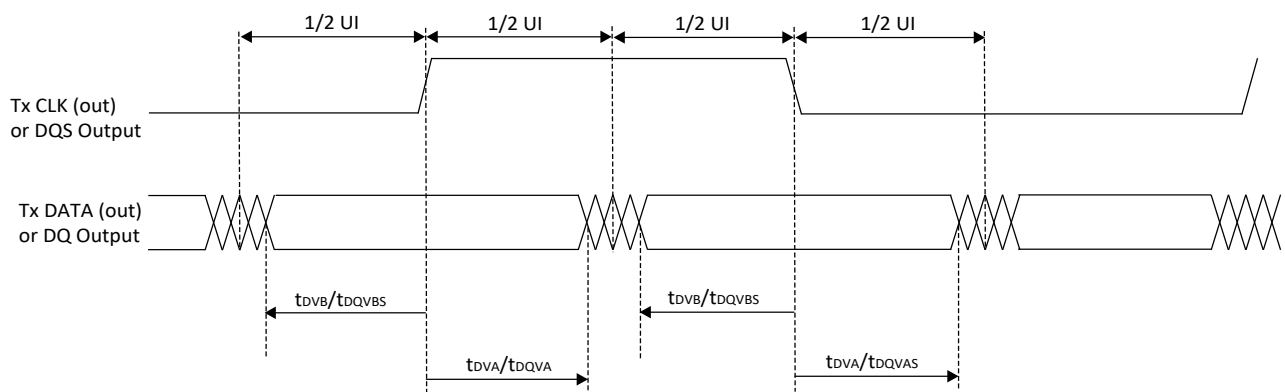 1/2 UI
1/2 UI
1/2 UI
1/2 UI
Tx CLK (out)
or DQS Output
Tx DATA (out)
or DQ Output
tDVB/tDQVBS
tDVB/tDQVBS
tDVA/tDQVA
tDVA/tDQVAS